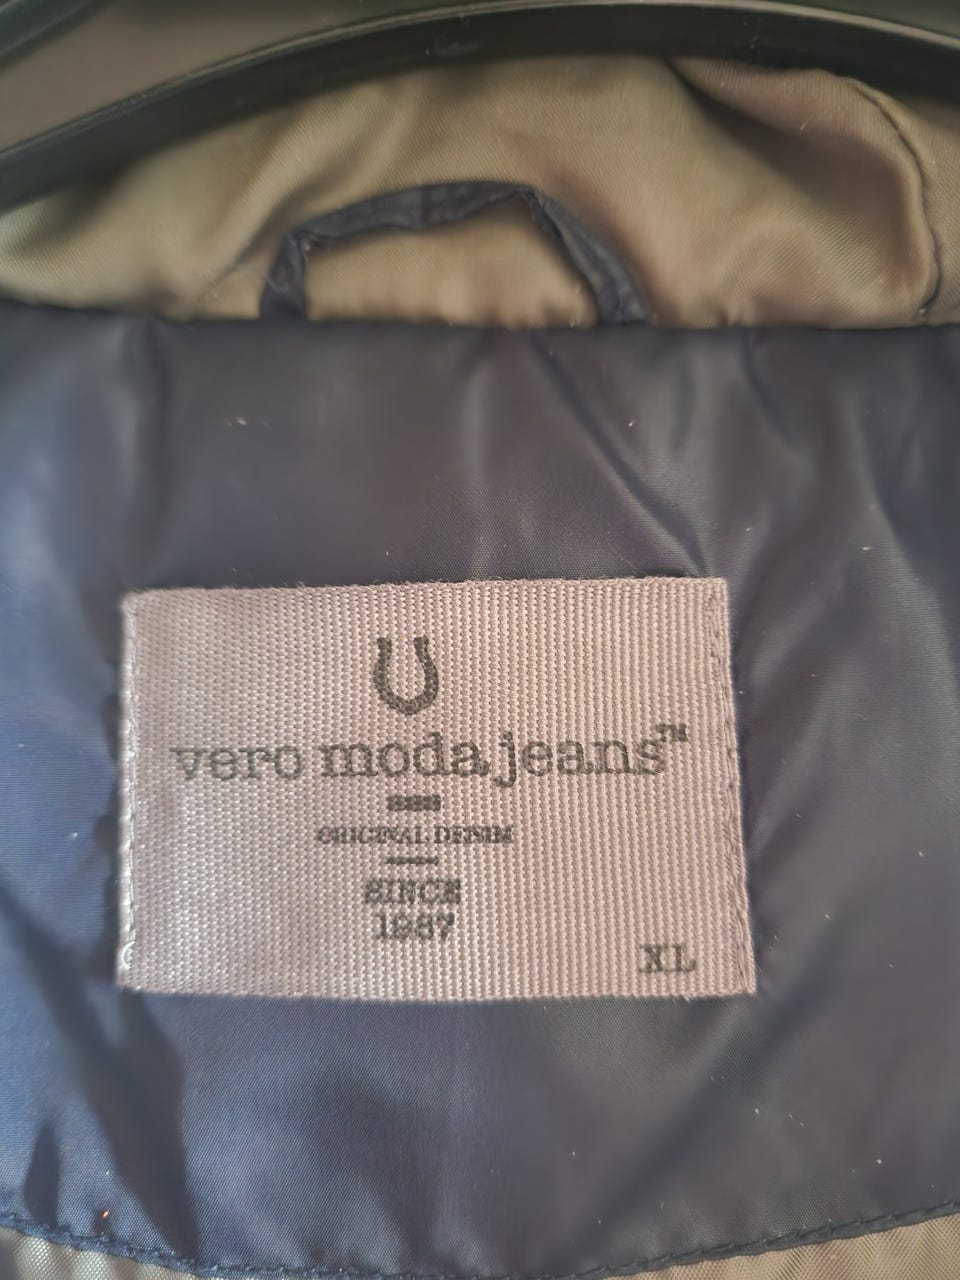 vero moda jeans™
ORIGINAL DENIM
SINCE
1987
XL